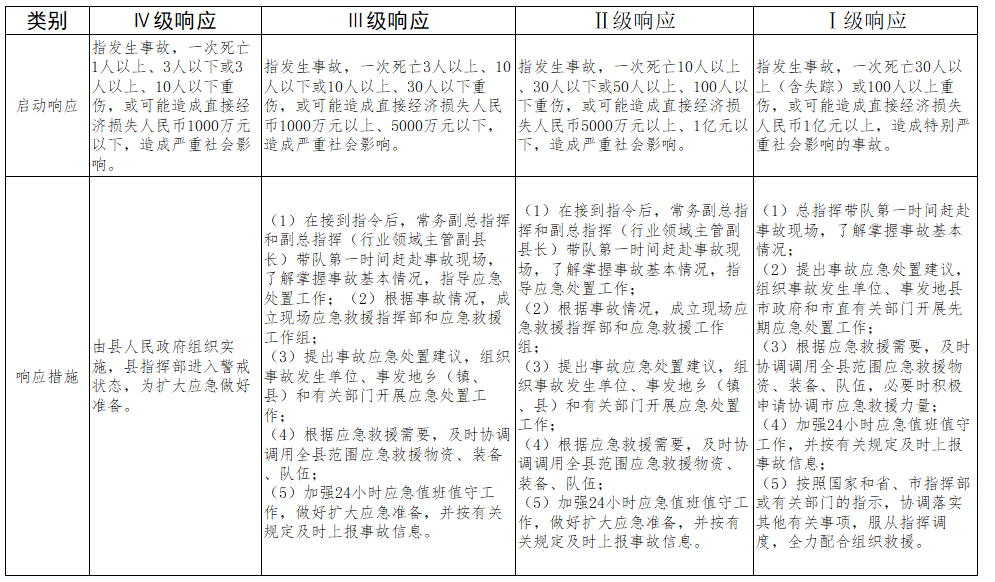 类别
Ⅳ级响应
Ⅲ级响应
Ⅱ级响应
Ⅰ级响应
启动响应
指发生事故，一次死亡
1人以上、3人以下或3
人以上、10人以下重
伤，或可能造成直接经
济损失人民币1000万元
以下，造成严重社会影
响。
指发生事故，一次死亡3人以上、10
人以下或10人以上、30人以下重
伤，或可能造成直接经济损失人民
币1000万元以上、5000万元以下，
造成严重社会影响。
指发生事故，一次死亡10人以上
、30人以下或50人以上、100人以
下重伤，或可能造成直接经济损
失人民币5000万元以上、1亿元以
下，造成严重社会影响。
指发生事故，一次死亡30人以
上（含失踪）或100人以上重
伤，或可能造成直接经济损失
人民币1亿元以上，造成特别严
重社会影响的事故。
响应措施
由县人民政府组织实
施，县指挥部进入警戒
状态，为扩大应急做好
准备。
（1）在接到指令后，常务副总指挥
和副总指挥（行业领域主管副县
长）带队第一时间赶赴事故现场，
了解掌握事故基本情况，指导应急
处置工作；（2）根据事故情况，成
立现场应急救援指挥部和应急救援
工作组；
（3）提出事故应急处置建议，组织
事故发生单位、事发地乡（镇、
县）和有关部门开展应急处置工
作；
（4）根据应急救援需要，及时协调
调用全县范围应急救援物资、装备
、队伍；
（5）加强24小时应急值班值守工
作，做好扩大应急准备，并按有关
规定及时上报事故信息。
（1）在接到指令后，常务副总指
挥和副总指挥（行业领域主管副
县长）带队第一时间赶赴事故现
场，了解掌握事故基本情况，指
导应急处置工作；
（2）根据事故情况，成立现场应
急救援指挥部和应急救援工作
组；
（3）提出事故应急处置建议，组
织事故发生单位、事发地乡（镇
、县）和有关部门开展应急处置
工作；
（4）根据应急救援需要，及时协
调调用全县范围应急救援物资、
装备、队伍；
（5）加强24小时应急值班值守工
作，做好扩大应急准备，并按有
关规定及时上报事故信息。
（1）总指挥带队第一时间赶赴
事故现场，了解掌握事故基本
情况；
（2）提出事故应急处置建议，
组织事故发生单位、事发地县
市政府和市直有关部门开展先
期应急处置工作；
（3）根据应急救援需要，及时
协调调用全县范围应急救援物
资、装备、队伍，必要时积极
申请协调市应急救援力量；
（4）加强24小时应急值班值守
工作，并按有关规定及时上报
事故信息；
（5）按照国家和省、市指挥部
或有关部门的指示，协调落实
其他有关事项，服从指挥调
度，全力配合组织救援。